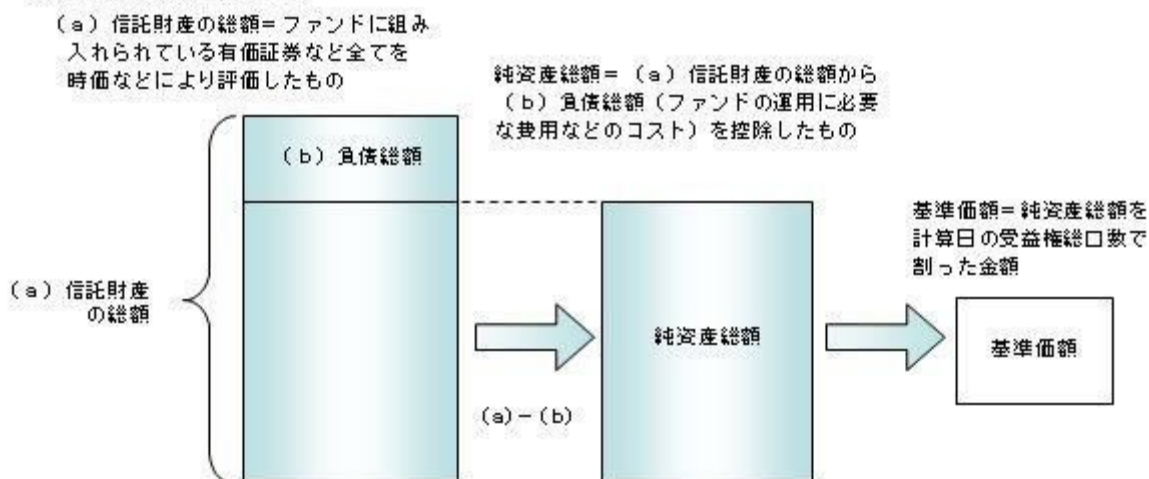 (a)信託財産の総額=ファンドに組み
入れられている有価証券など全てを
時価などにより評価したもの
純資産総額=(a)信託財産の総額から
(b)負債総額(ファンドの運用に必要
な費用などのコスト)を控除したもの
(b)負債総額
基準価額=純資産総額を
計算日の受益権総口数で
割った金額
(a)信託財産
の総額
純資産総額
基準価額
(a)-(b)